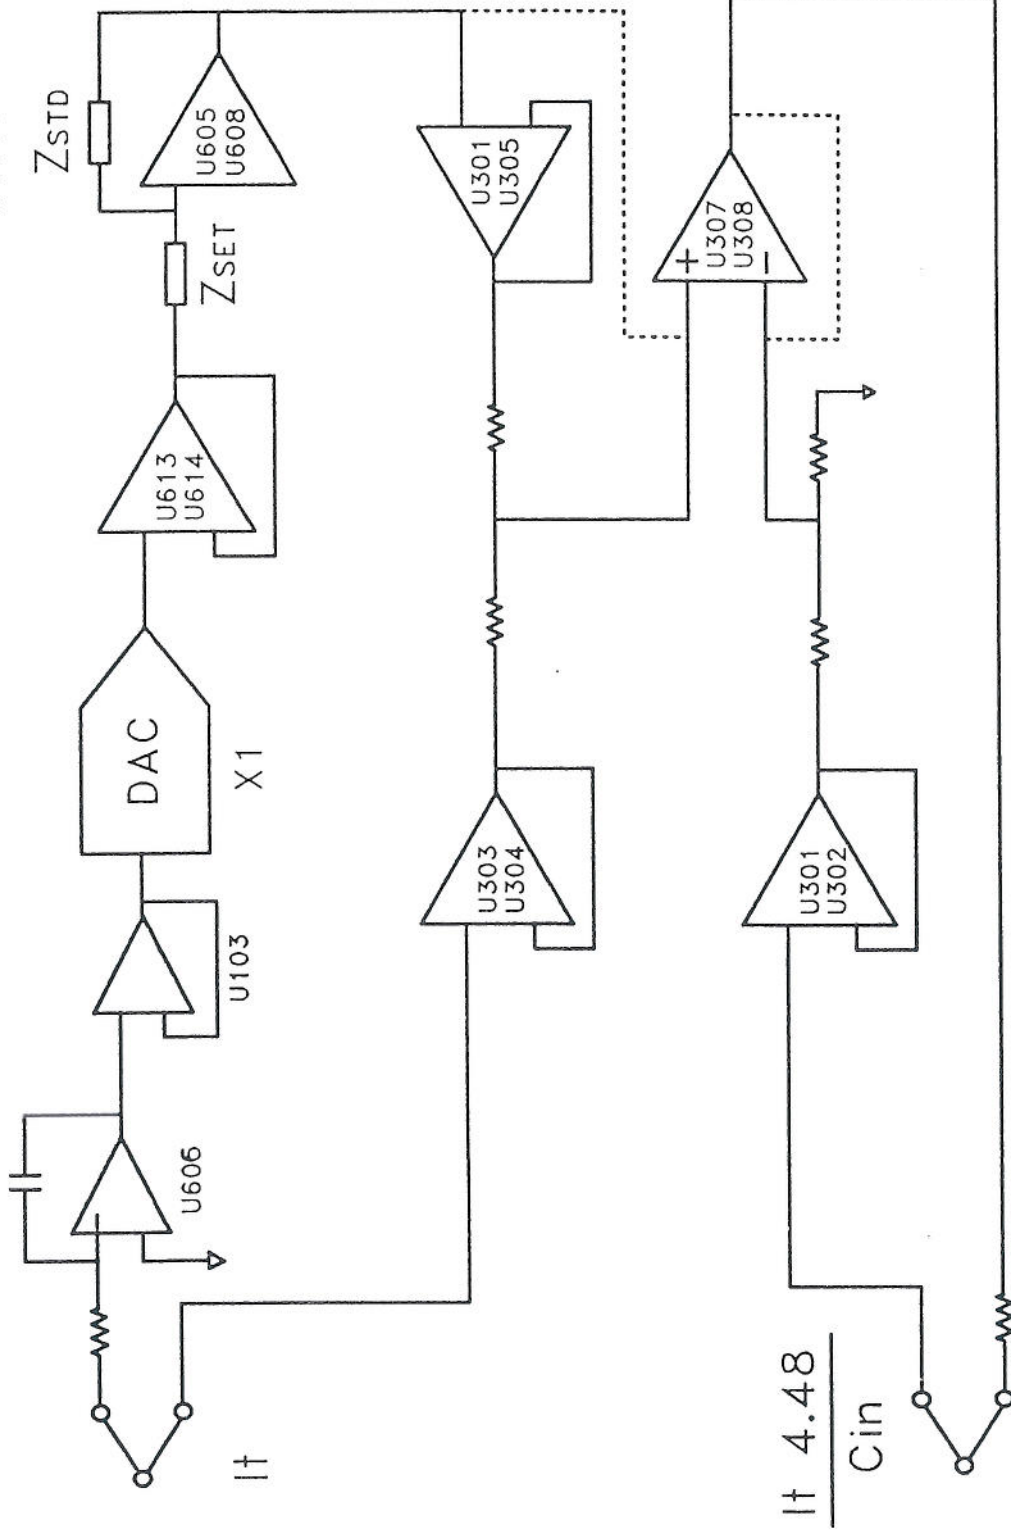 It
U606
U103
DAC
X1
U613
U614
ZSET
ZSTD
U605
U608
U303
U304
U301
U305
It 4.48
Cin
U301
U302
+
U307
U308
−